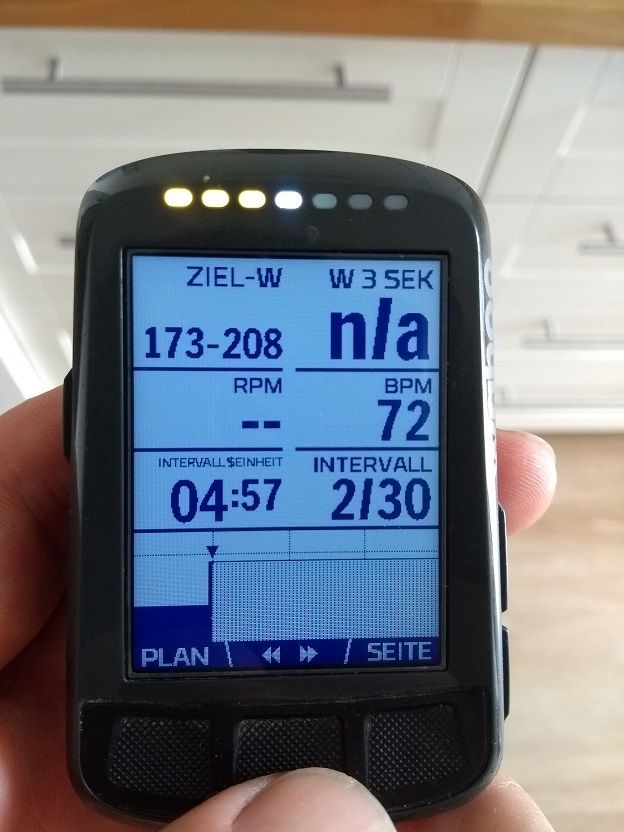 ZIEL-W W 3 SEK
173-208 n/a
RPM BPM
-- 72
INTERVALLSEINHEIT INTERVALL
04:57 2/30
PLAN SEITE